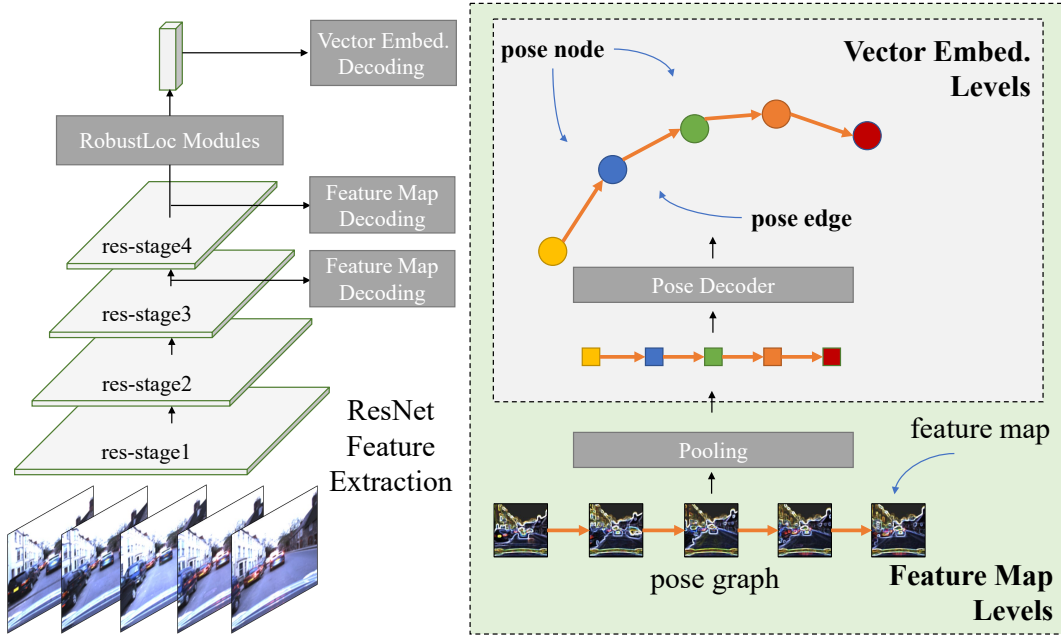 Vector Embed.
Decoding
RobustLoc Modules
Feature Map
Decoding
res-stage4
Feature Map
Decoding
res-stage3
res-stage2
res-stage1
ResNet
Feature
Extraction
Vector Embed.
Levels
pose node
pose edge
Pose Decoder
Pooling
feature map
pose graph
Feature Map
Levels